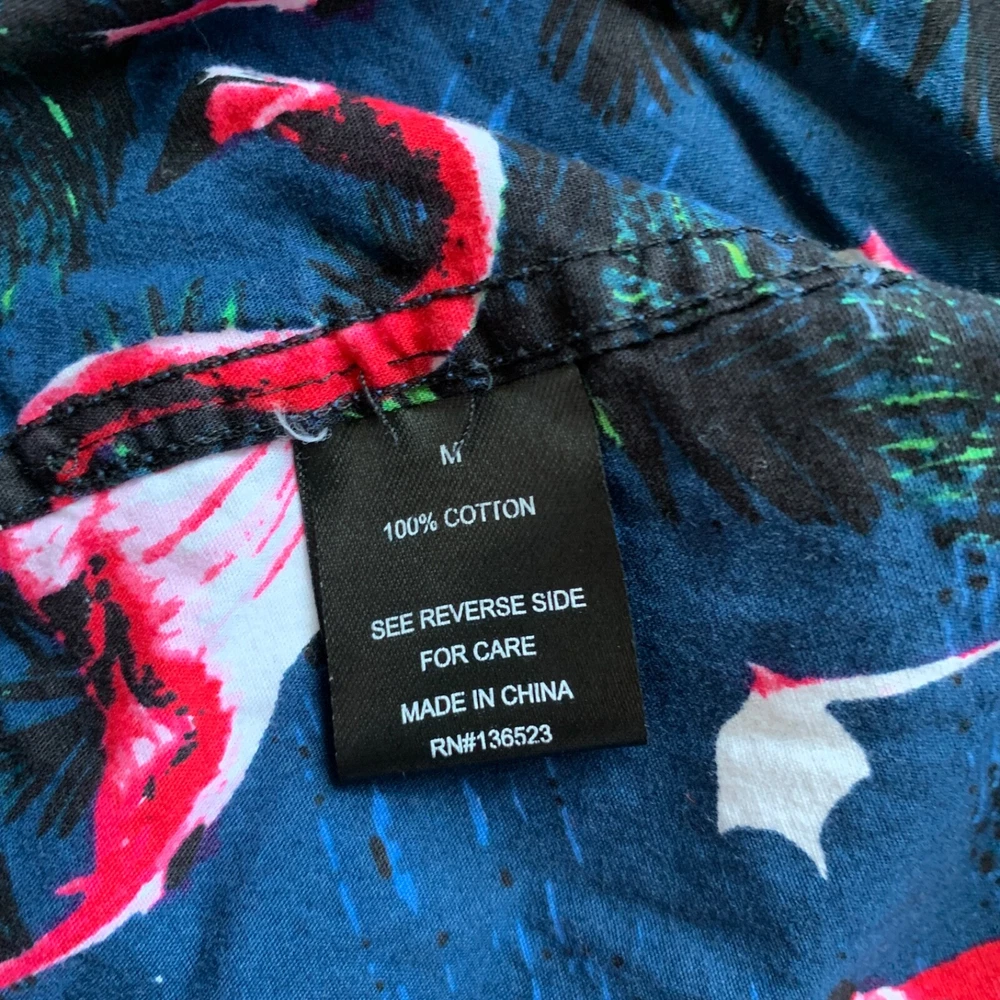 M
100% COTTON
SEE REVERSE SIDE
FOR CARE
MADE IN CHINA
RN#136523